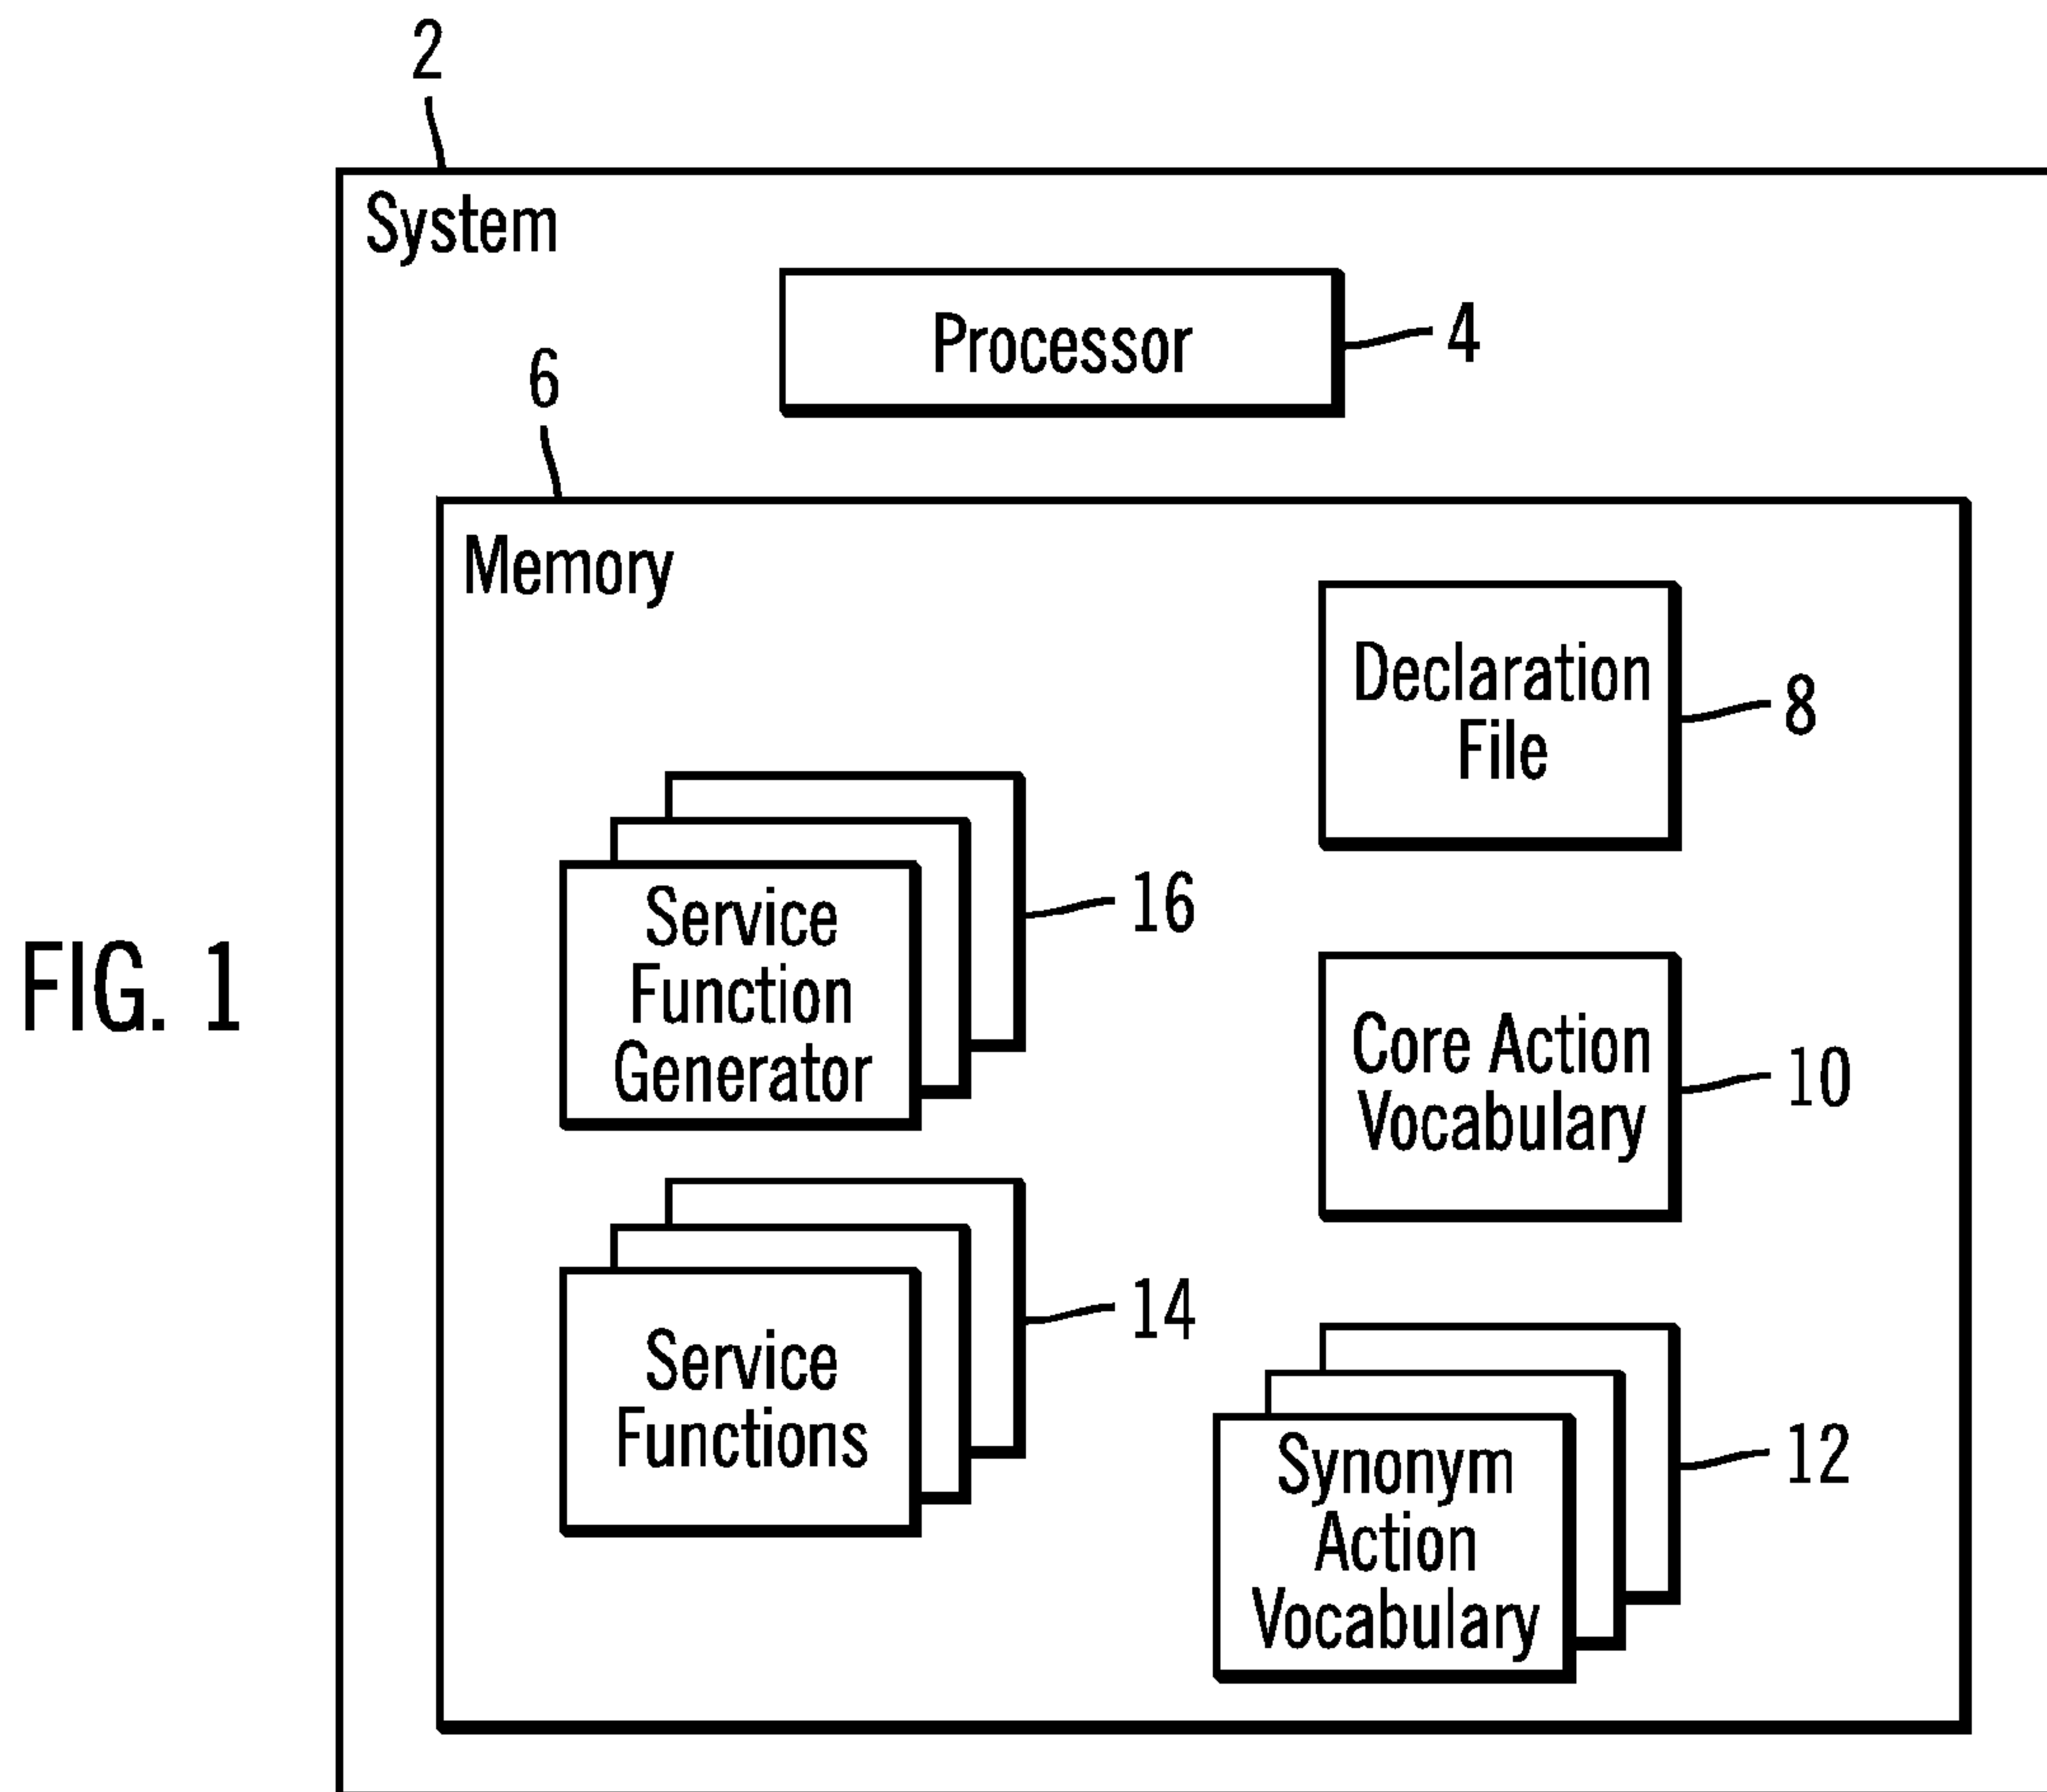 2
System
Processor
4
6
Memory
Declaration
File
8
Service
Function
Generator
16
FIG. 1
Core Action
Vocabulary
10
Service
Functions
14
Synonym
Action
Vocabulary
12